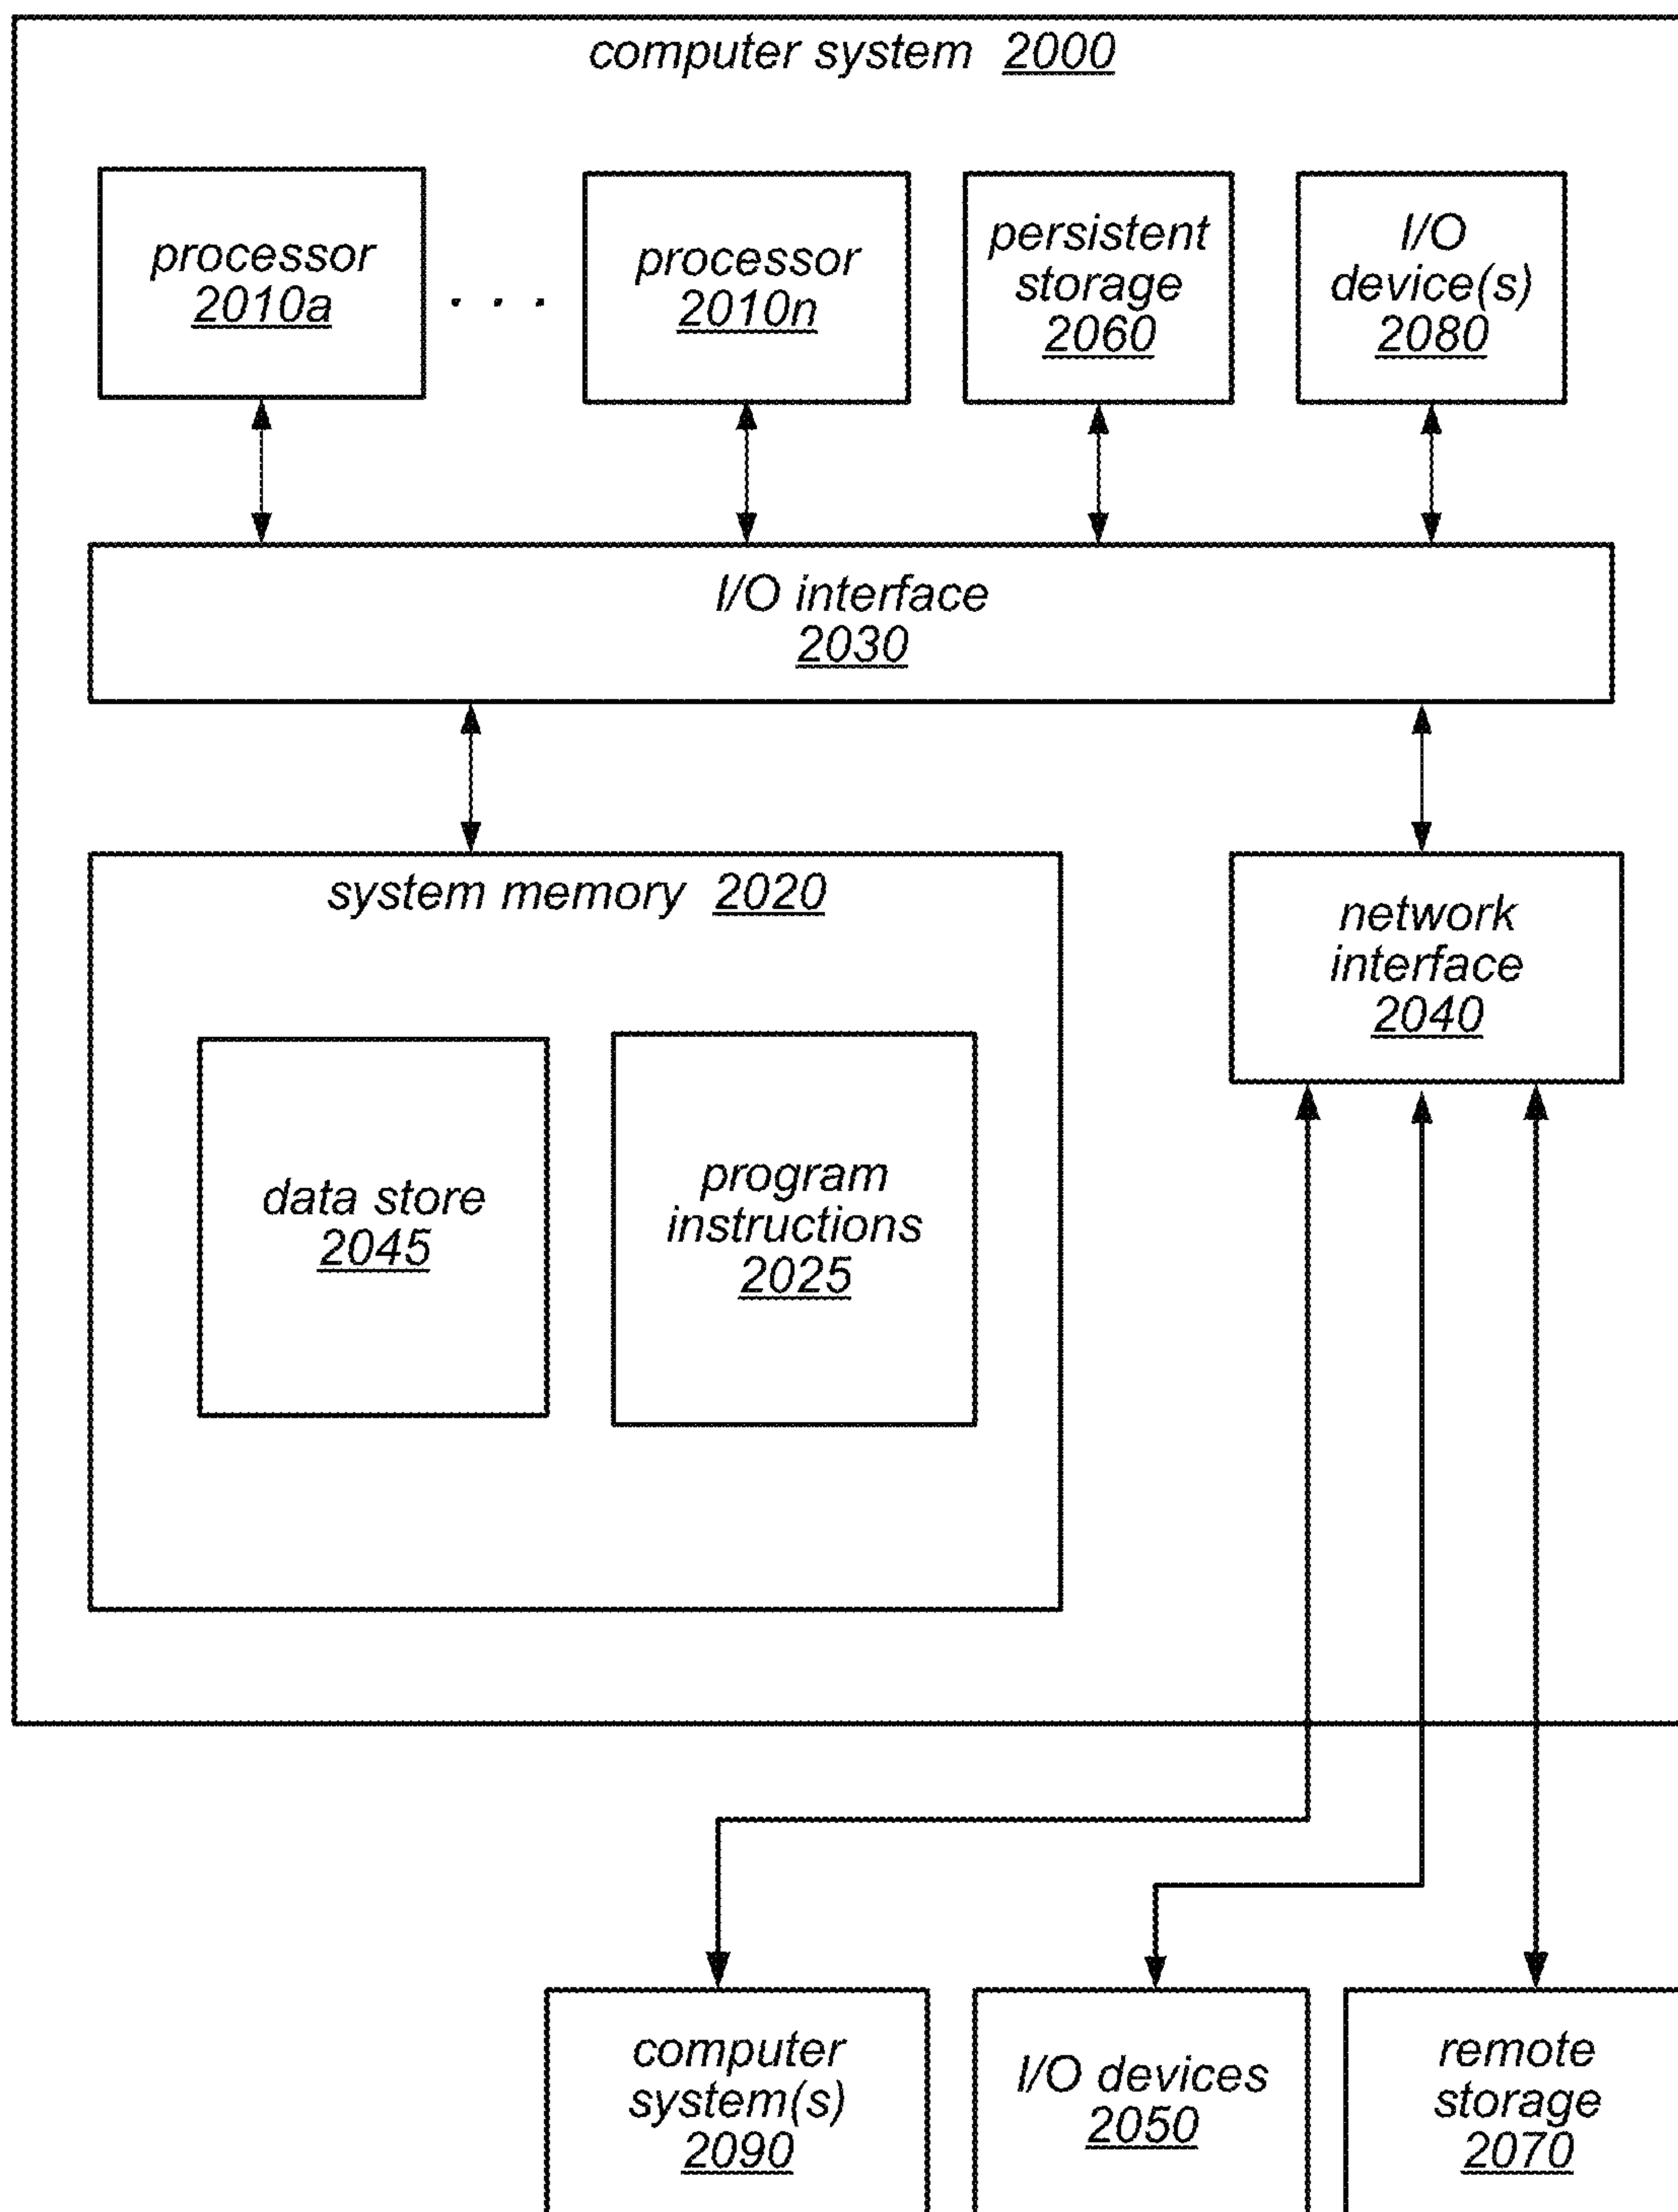 computer system 2000
processor
2010a
. . .
processor
2010n
persistent
storage
2060
I/O
device(s)
2080
I/O interface
2030
system memory 2020
data store
2045
program
instructions
2025
network
interface
2040
computer
system(s)
2090
I/O devices
2050
remote
storage
2070